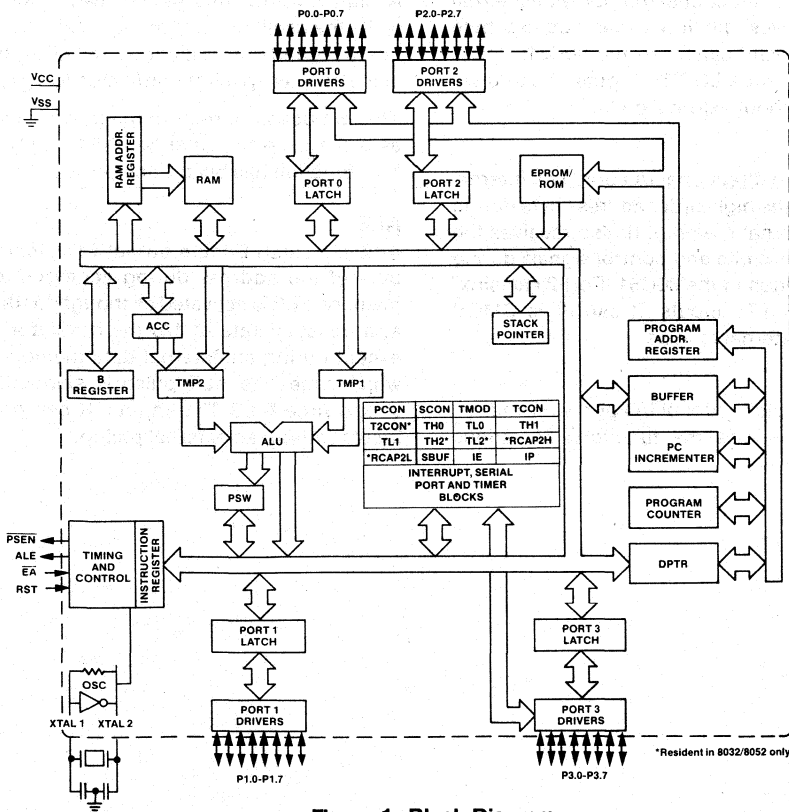 P0.0-P0.7
P2.0-P2.7
VCC
VSS
PORT 0
DRIVERS
PORT 2
DRIVERS
RAM ADDR.
REGISTER
RAM
PORT 0
LATCH
PORT 2
LATCH
EPROM/
ROM
B
REGISTER
ACC
TMP2
TMP1
ALU
PSW
STACK
POINTER
PROGRAM
ADDR.
REGISTER
BUFFER
PC
INCREMENTER
PROGRAM
COUNTER
DPTR
PCON SCON TMOD TCON
T2CON* TH0 TL0 TH1
TL1 TH2* TL2* *RCAP2H
*RCAP2L SBUF IE IP
INTERRUPT, SERIAL
PORT AND TIMER
BLOCKS
PSEN
ALE
EA
RST
TIMING
AND
CONTROL
INSTRUCTION
REGISTER
PORT 1
LATCH
PORT 3
LATCH
OSC
XTAL 1 XTAL 2
PORT 1
DRIVERS
PORT 3
DRIVERS
P1.0-P1.7
P3.0-P3.7
*Resident in 8032/8052 only